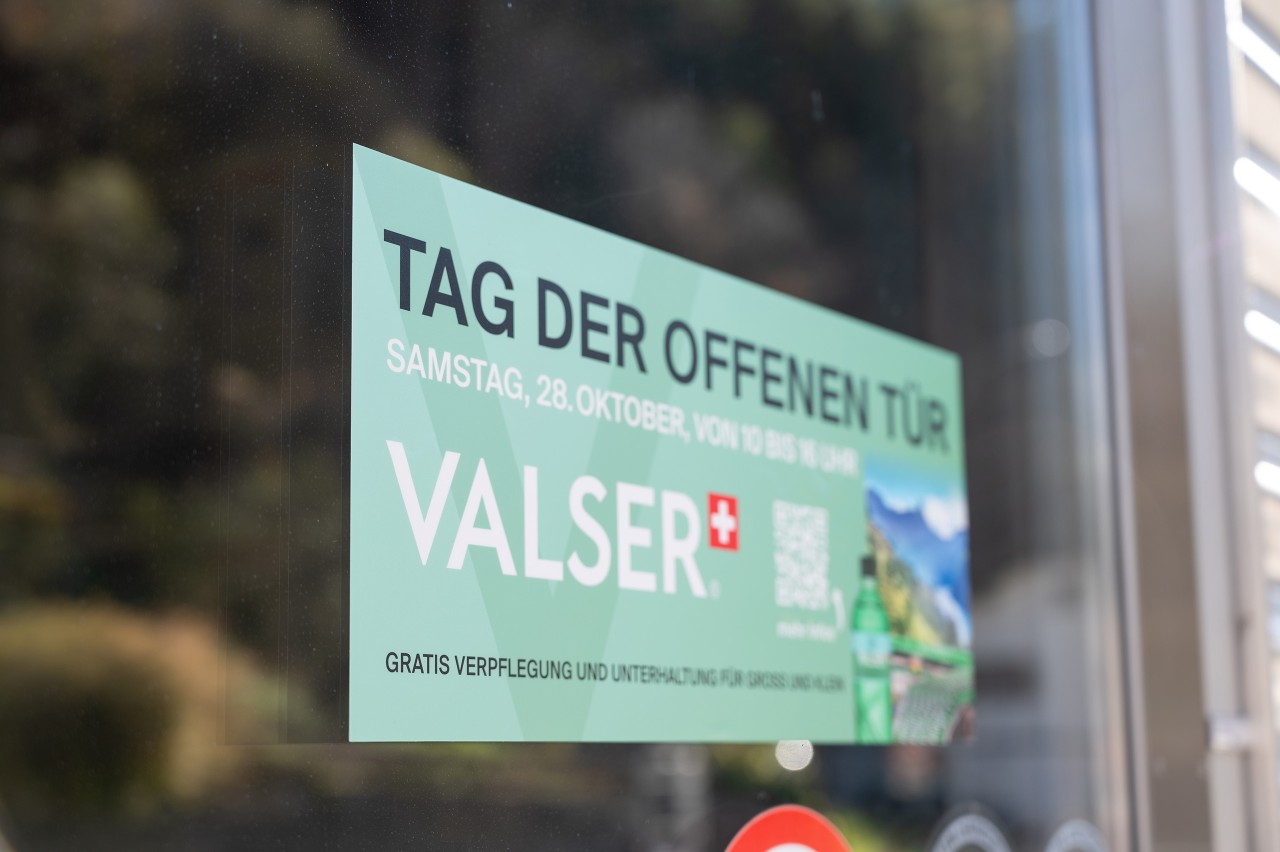 TAG DER OFFENEN TÜR
SAMSTAG, 28. OKTOBER, VON 10 BIS 16 UHR
VALSER
GRATIS VERPFLEGUNG UND UNTERHALTUNG FÜR GROSS UND KLEIN